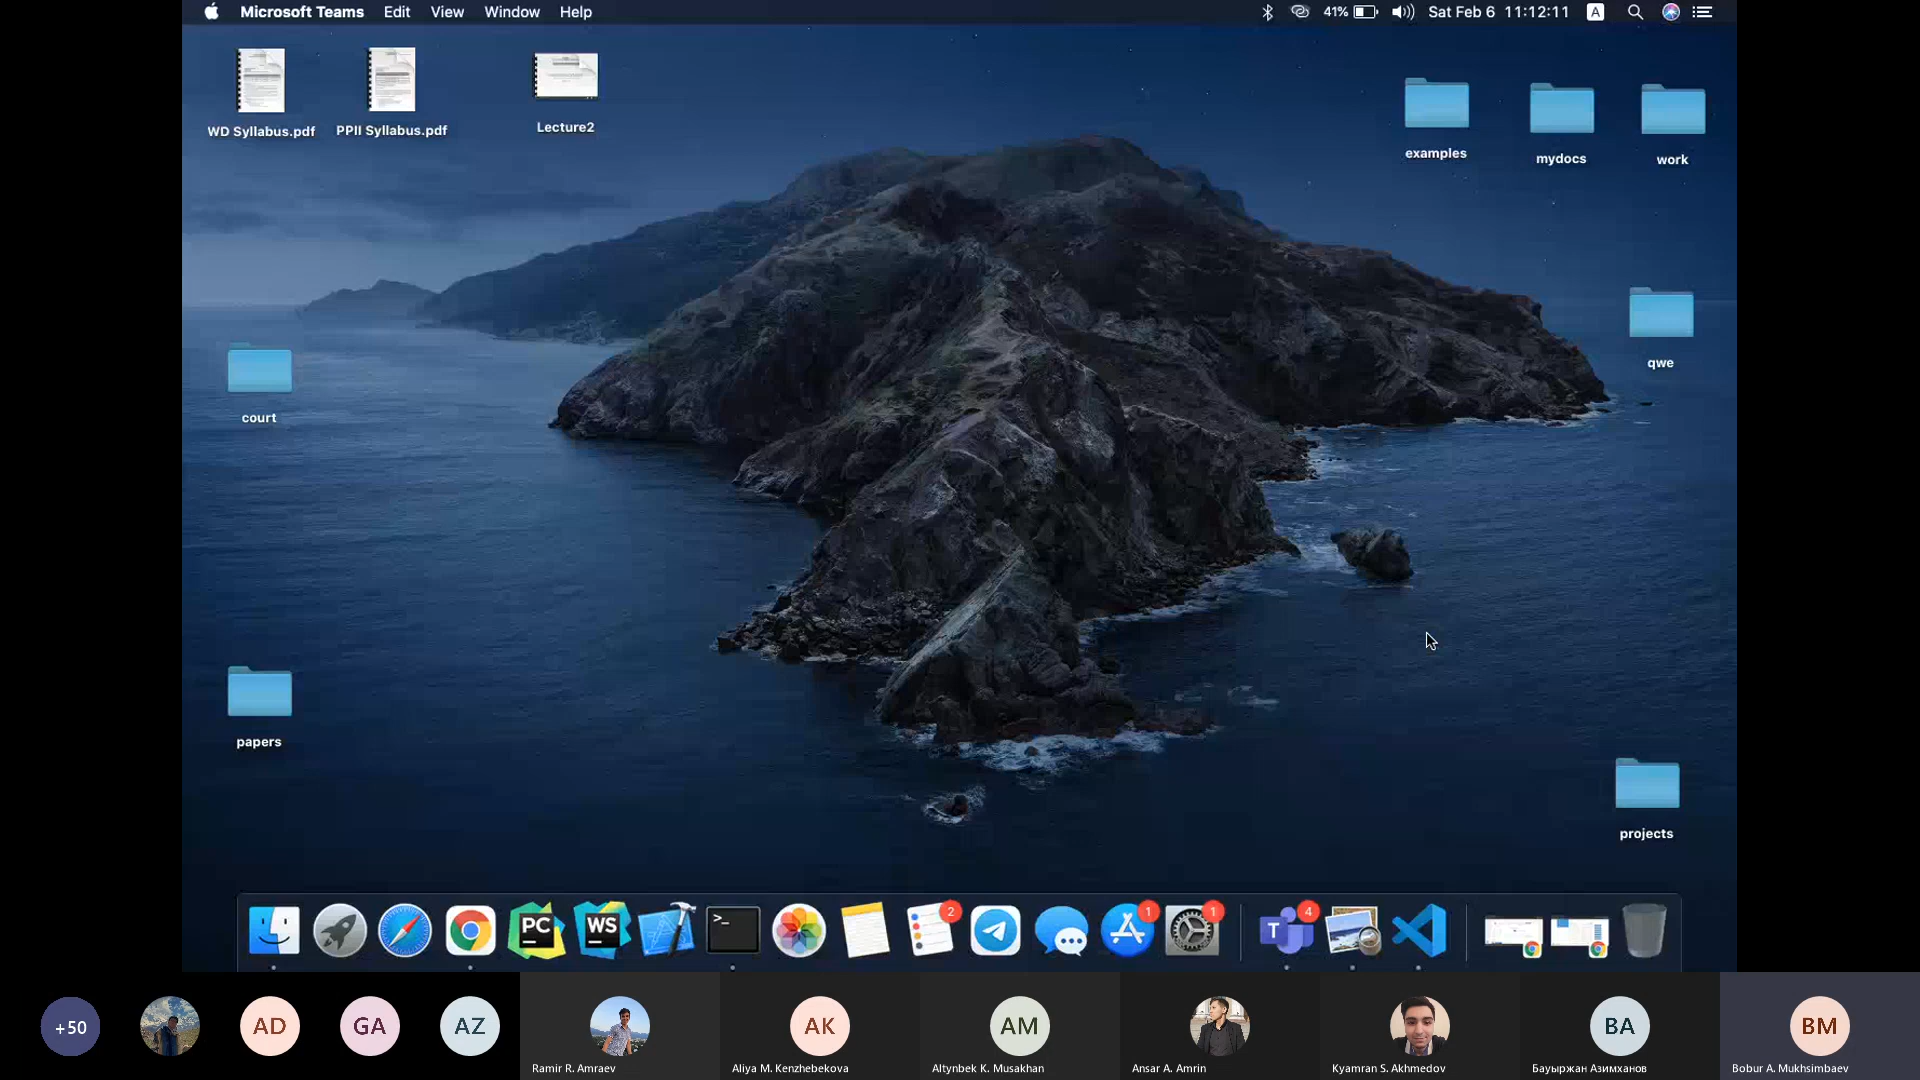 Microsoft Teams Edit View Window Help
41% Sat Feb 6 11:12:11 A
WD Syllabus.pdf PPII Syllabus.pdf Lecture2
examples mydocs work
qwe
court
papers
projects
PC WS >_ 2 1 1 T 4
+50 AD GA AZ AK AM BA BM
Ramir R. Amraev Aliya M. Kenzhebekova Altynbek K. Musakhan Ansar A. Amrin Kyamran S. Akhmedov Бауыржан Азимханов Bobur A. Mukhsimbaev